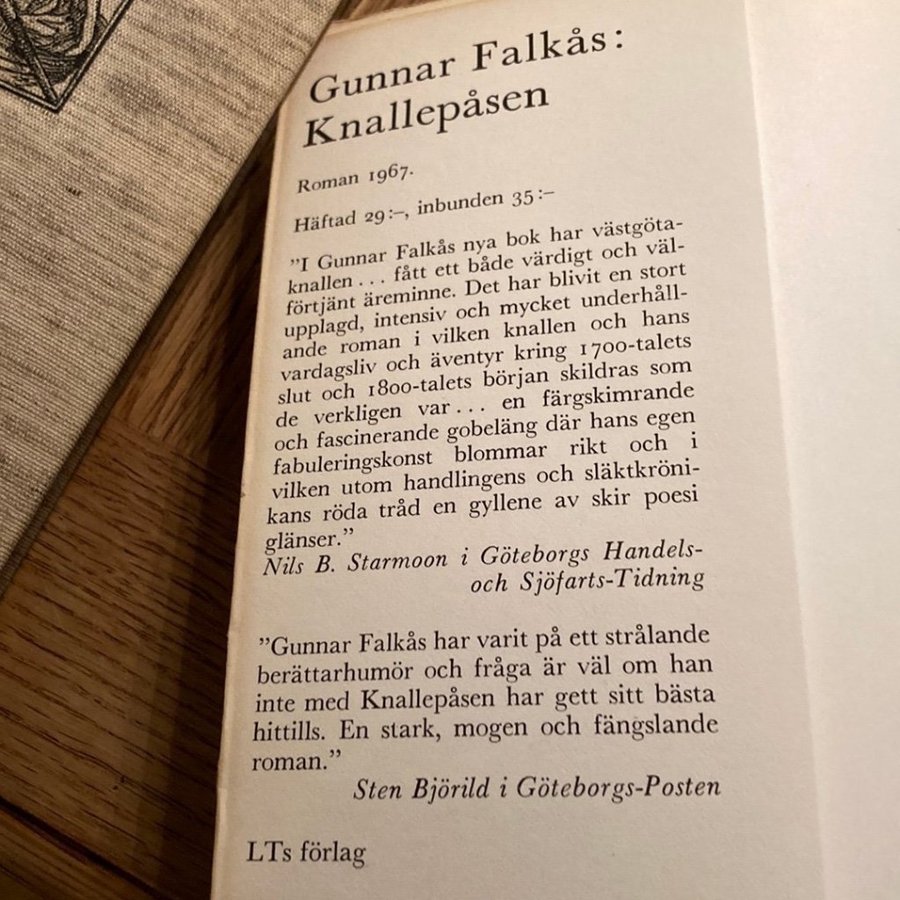 Gunnar Falkås:
Knallepåsen
Roman 1967.
Häftad 29:–, inbunden 35:–
”I Gunnar Falkås nya bok har västgöta-
knallen... fått ett både värdigt och väl-
förtjänt äreminne. Det har blivit en stort
upplagd, intensiv och mycket underhåll-
ande roman i vilken knallen och hans
vardagsliv och äventyr kring 1700-talets
slut och 1800-talets början skildras som
de verkligen var... en färgskimrande
och fascinerande gobeläng där hans egen
fabuleringskonst blommar rikt och i
vilken utom handlingens och släktkröni-
kans röda tråd en gyllene av skir poesi
glänser.”
Nils B. Starmoon i Göteborgs Handels-
och Sjöfarts-Tidning
”Gunnar Falkås har varit på ett strålande
berättarhumör och fråga är väl om han
inte med Knallepåsen har gett sitt bästa
hittills. En stark, mogen och fängslande
roman.”
Sten Björild i Göteborgs-Posten
LTs förlag